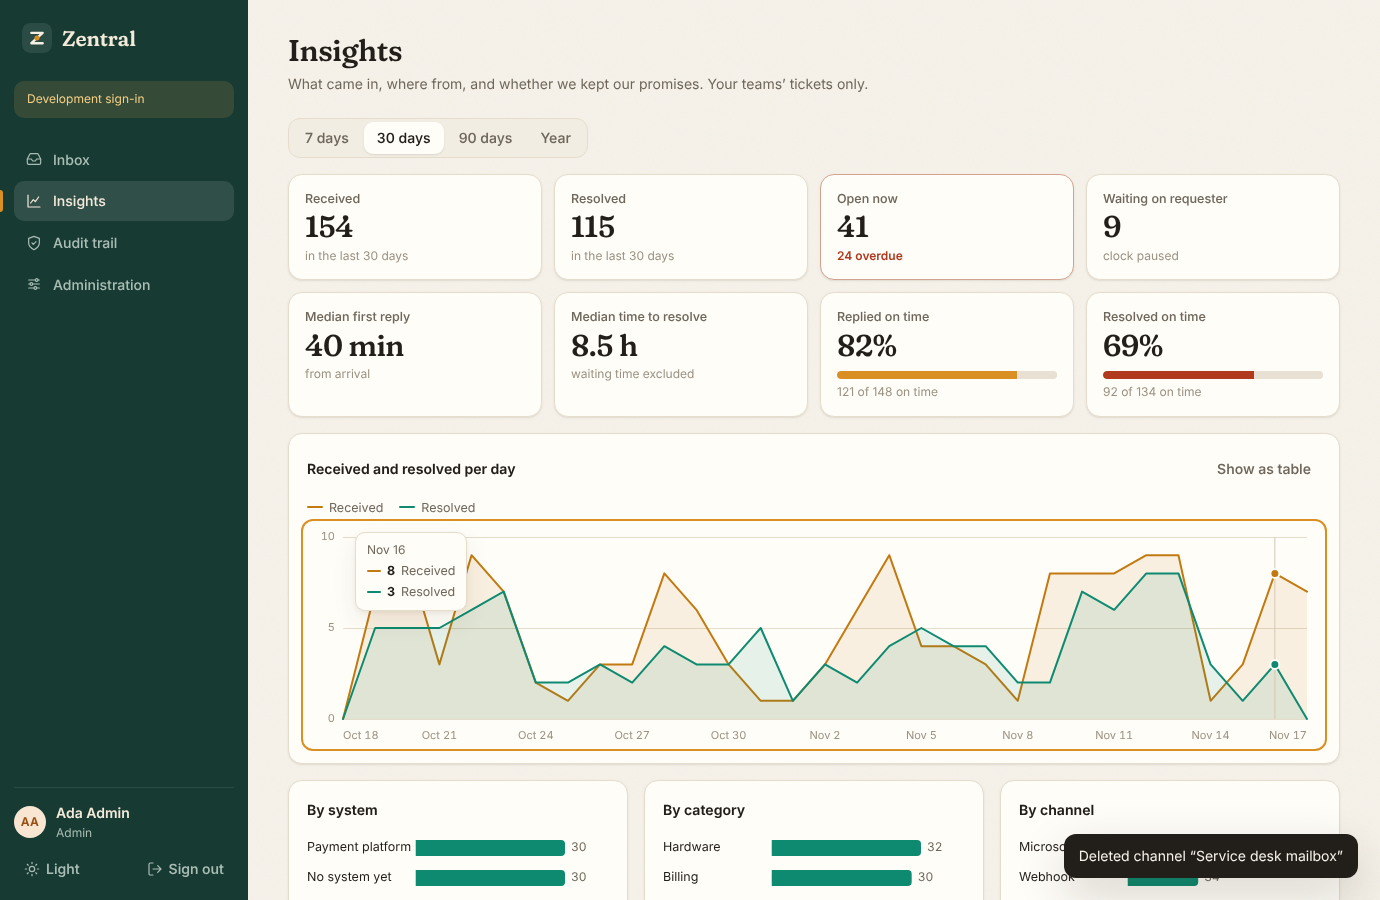 Zentral
Development sign-in
Inbox
Insights
Audit trail
Administration
AA
Ada Admin
Admin
Light
Sign out
Insights
What came in, where from, and whether we kept our promises. Your teams’ tickets only.
7 days 30 days 90 days Year
Received
154
in the last 30 days
Resolved
115
in the last 30 days
Open now
41
24 overdue
Waiting on requester
9
clock paused
Median first reply
40 min
from arrival
Median time to resolve
8.5 h
waiting time excluded
Replied on time
82%
121 of 148 on time
Resolved on time
69%
92 of 134 on time
Received and resolved per day
Show as table
Received Resolved
10
5
0
Nov 16
8 Received
3 Resolved
Oct 18 Oct 21 Oct 24 Oct 27 Oct 30 Nov 2 Nov 5 Nov 8 Nov 11 Nov 14 Nov 17
By system
Payment platform 30
No system yet 30
By category
Hardware 32
Billing 30
By channel
Webhook
Deleted channel “Service desk mailbox”